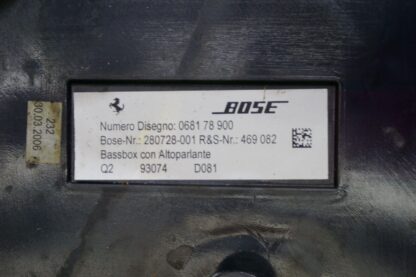 BOSE
Numero Disegno: 0681 78 900
Bose-Nr.: 280728-001 R&S-Nr.: 469 082
Bassbox con Altoparlante
Q2 93074 D081
232
30.03.2006